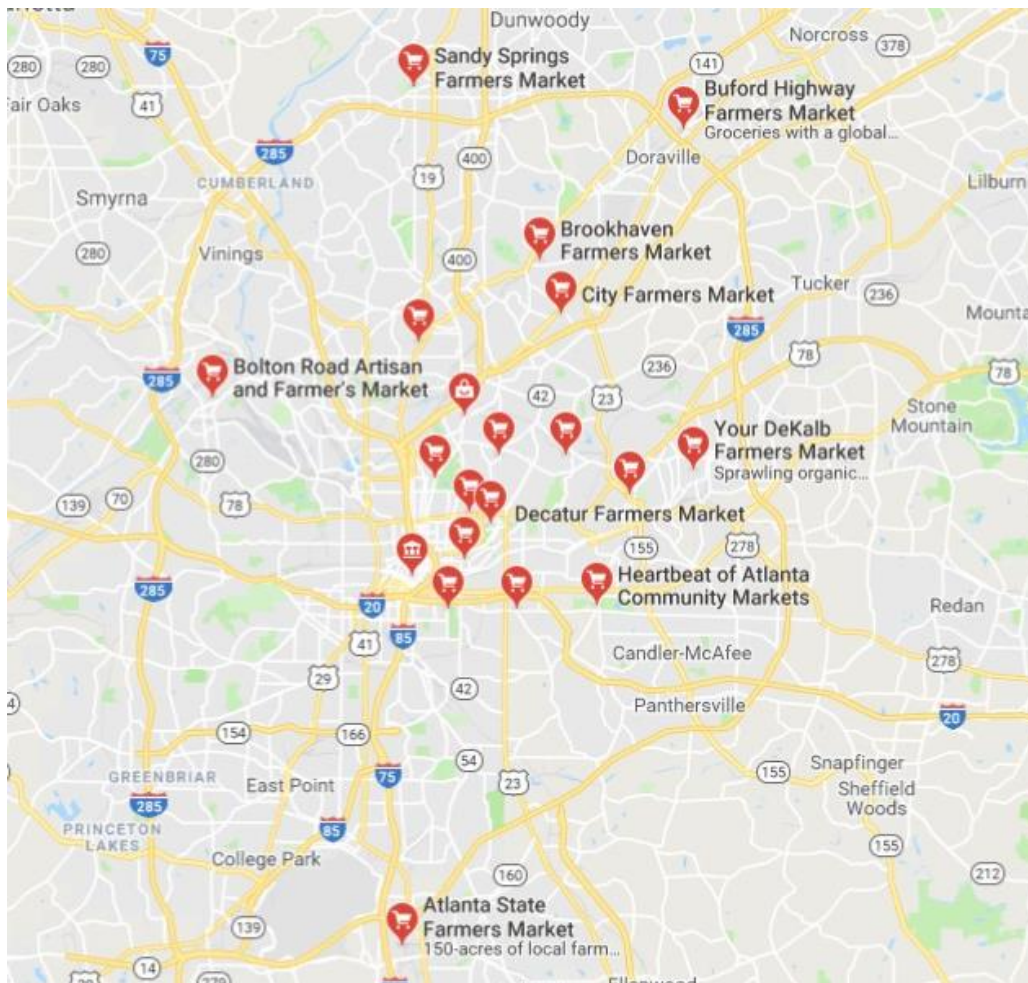 Dunwoody
Norcross
378
75
280
280
Sandy Springs
Farmers Market
141
Buford Highway
Farmers Market
Groceries with a global...
Fair Oaks
41
285
400
Doraville
19
CUMBERLAND
Lilburn
Smyrna
Brookhaven
Farmers Market
280
Vinings
400
City Farmers Market
Tucker
236
285
78
Bolton Road Artisan
and Farmer's Market
285
236
78
42
23
Stone
Mountain
Your DeKalb
Farmers Market
Sprawling organic...
280
139
70
78
Decatur Farmers Market
155
278
Heartbeat of Atlanta
Community Markets
285
20
Redan
85
41
Candler-McAfee
278
29
42
Panthersville
20
154
166
54
Snapfinger
GREENBRIAR
East Point
75
23
155
Sheffield
Woods
285
PRINCETON
LAKES
85
College Park
155
160
212
Atlanta State
Farmers Market
150-acres of local farm...
139
14